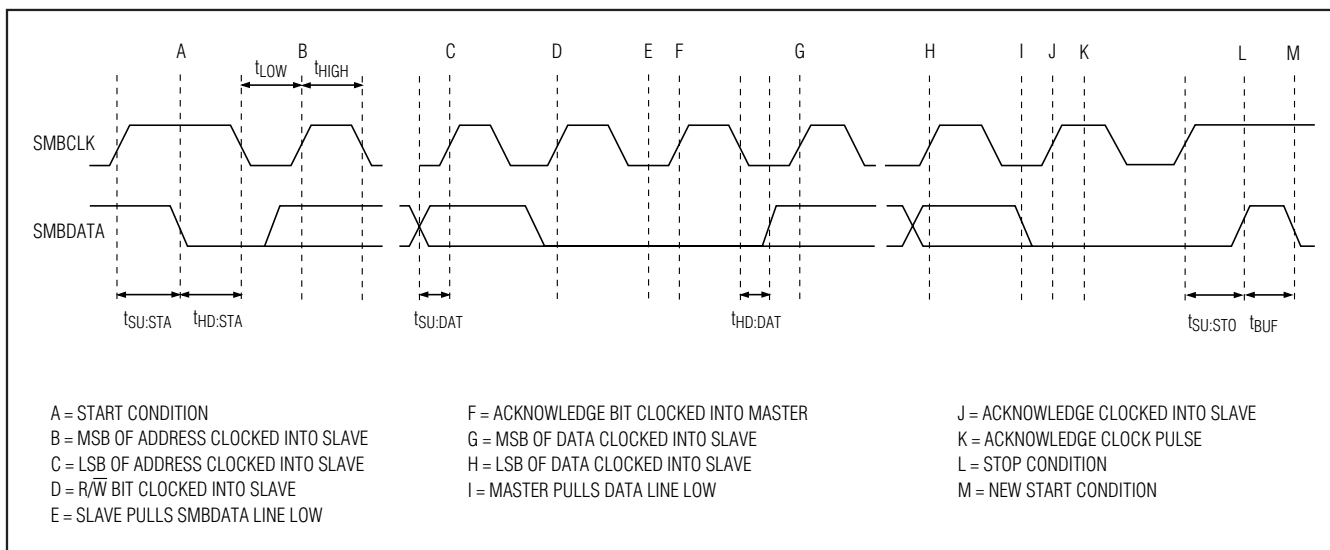 A B C D E F G H I J K L M
tLOW tHIGH
SMBCLK
SMBDATA
tSU:STA tHD:STA tSU:DAT tHD:DAT tSU:STO tBUF
A = START CONDITION
B = MSB OF ADDRESS CLOCKED INTO SLAVE
C = LSB OF ADDRESS CLOCKED INTO SLAVE
D = R/W̅ BIT CLOCKED INTO SLAVE
E = SLAVE PULLS SMBDATA LINE LOW
F = ACKNOWLEDGE BIT CLOCKED INTO MASTER
G = MSB OF DATA CLOCKED INTO SLAVE
H = LSB OF DATA CLOCKED INTO SLAVE
I = MASTER PULLS DATA LINE LOW
J = ACKNOWLEDGE CLOCKED INTO SLAVE
K = ACKNOWLEDGE CLOCK PULSE
L = STOP CONDITION
M = NEW START CONDITION